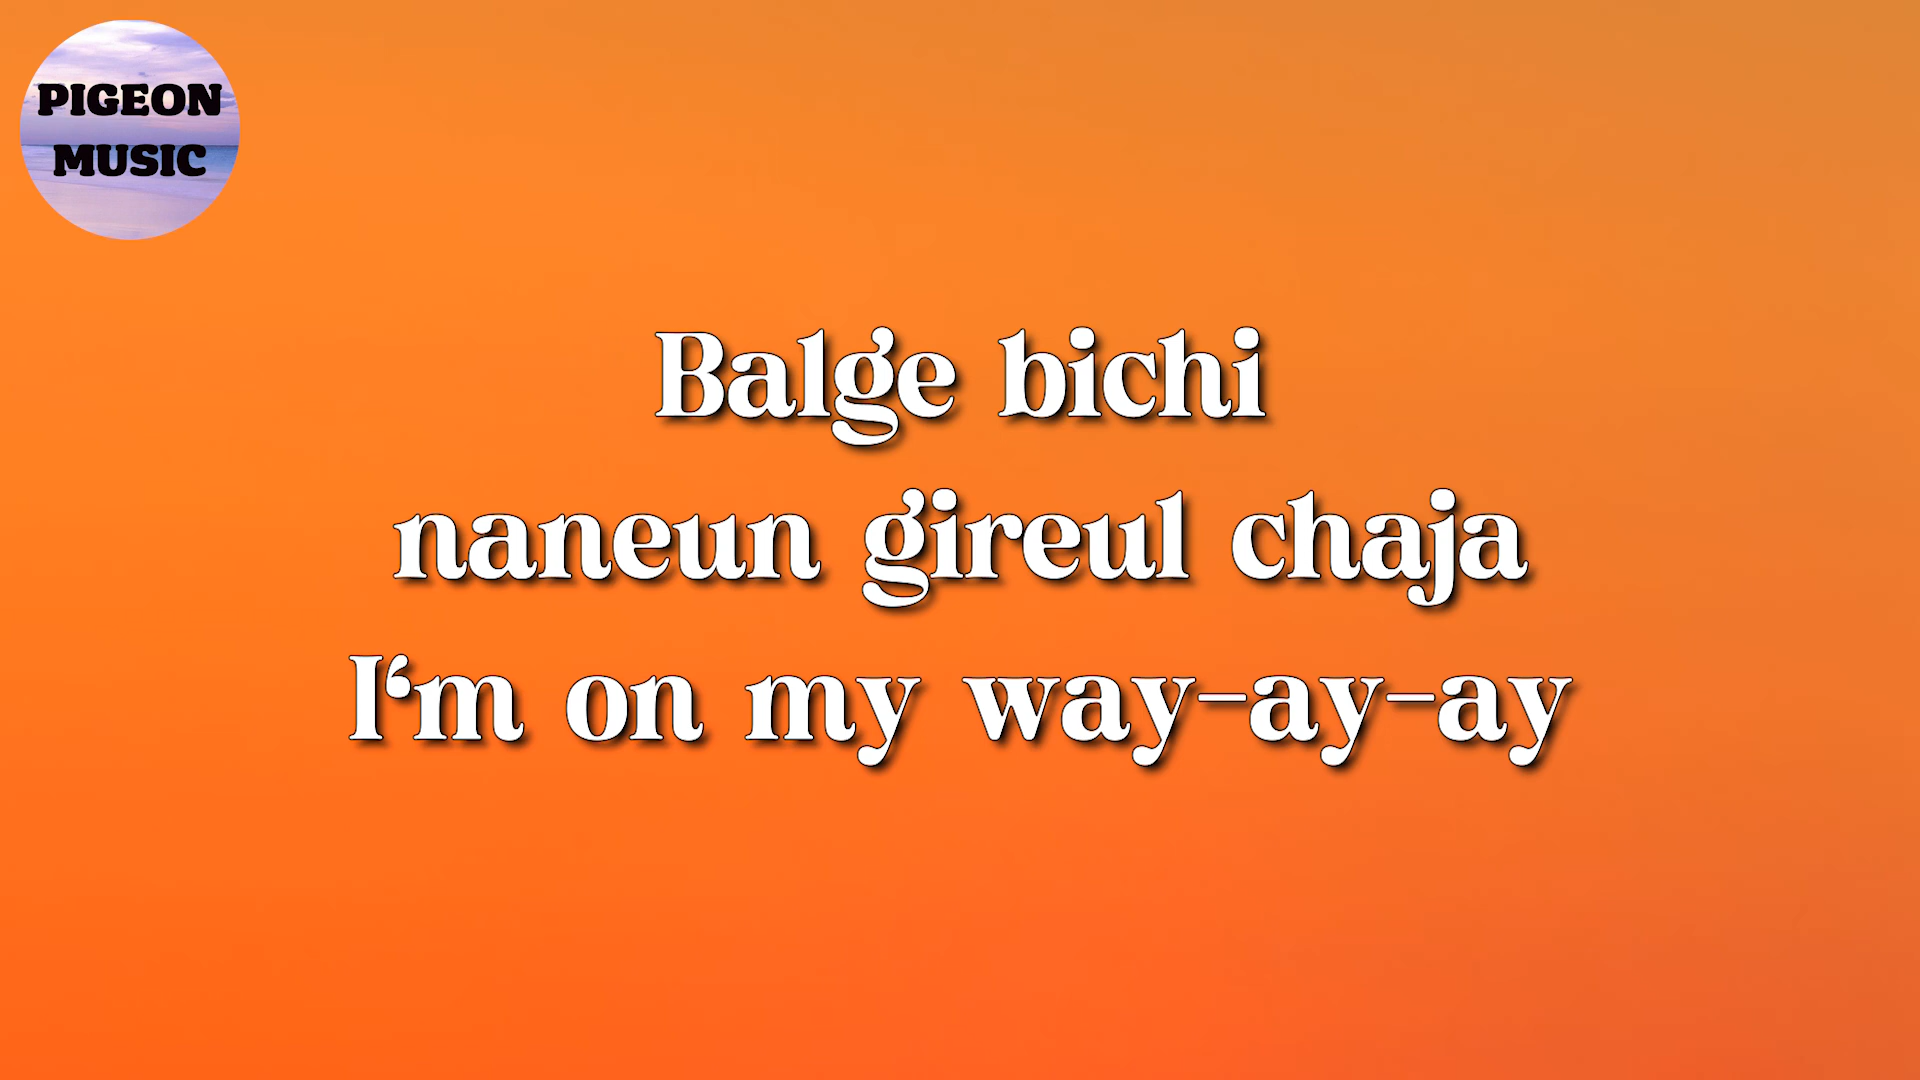 PIGEON
MUSIC
Balge bichi
naneun gireul chaja
I‘m on my way-ay-ay